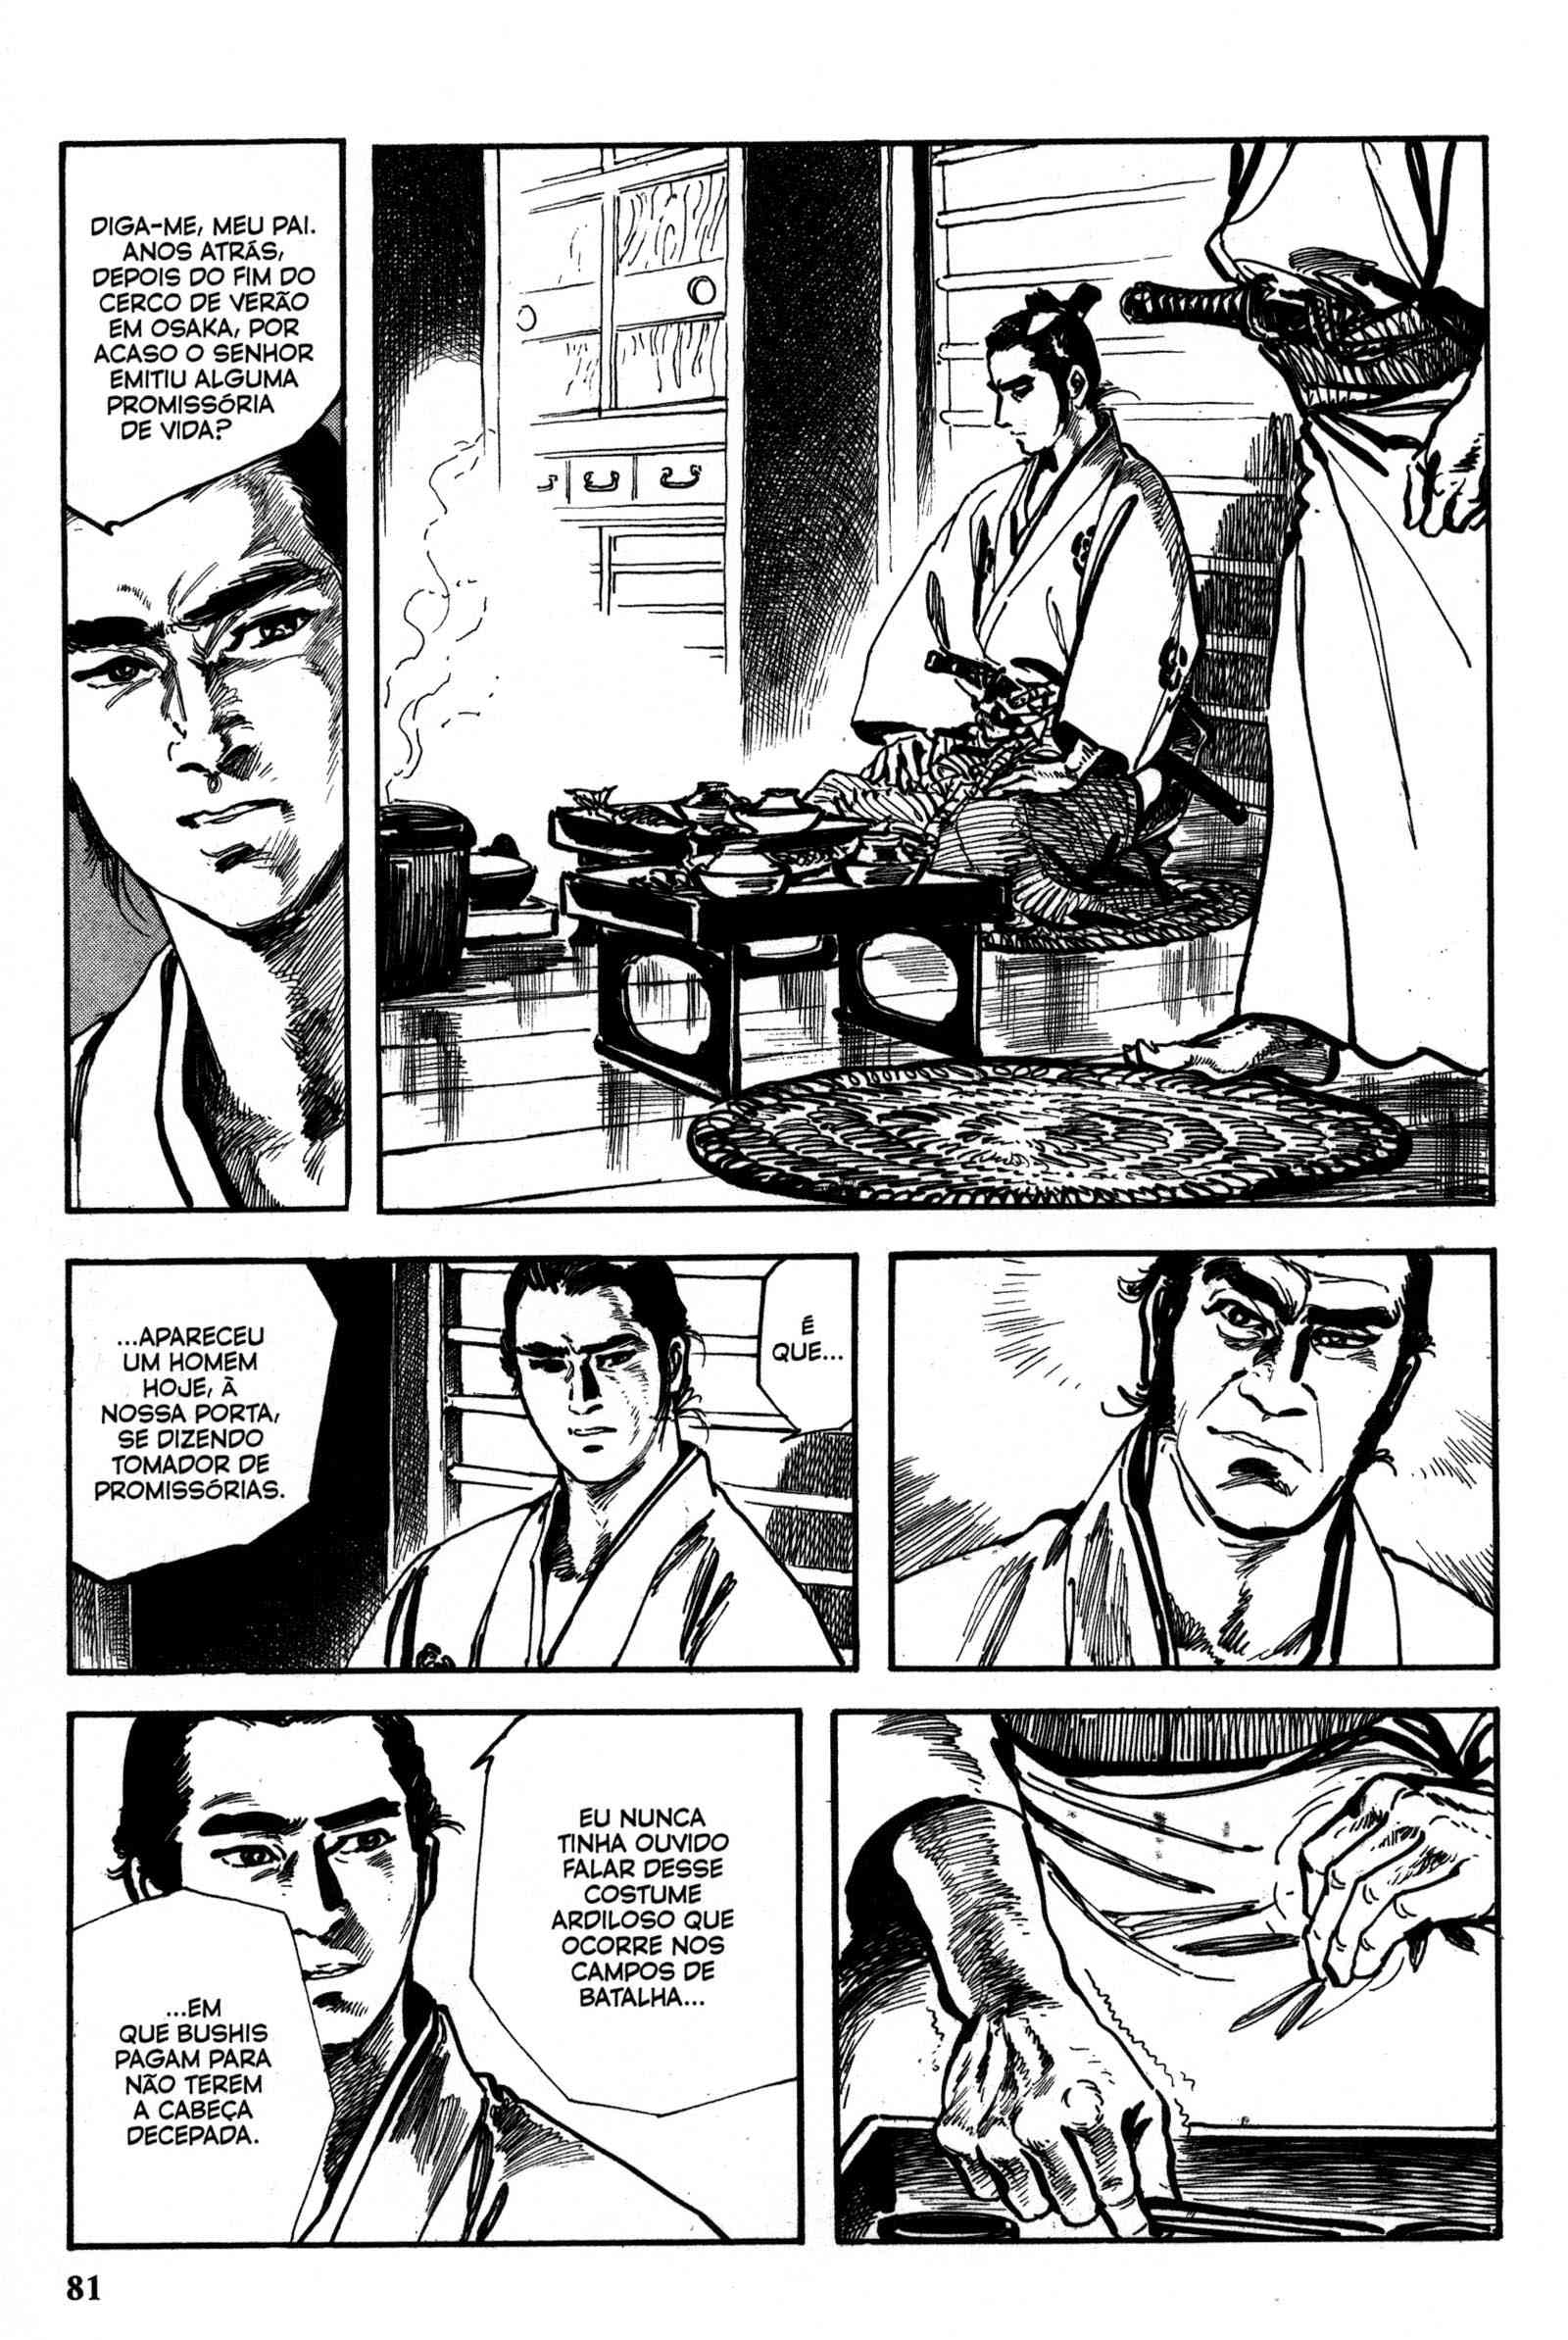 DIGA-ME, MEU PAI.
ANOS ATRÁS,
DEPOIS DO FIM DO
CERCO DE VERÃO
EM OSAKA, POR
ACASO O SENHOR
EMITIU ALGUMA
PROMISSÓRIA
DE VIDA?
É
QUE...
...APARECEU
UM HOMEM
HOJE, À
NOSSA PORTA,
SE DIZENDO
TOMADOR DE
PROMISSÓRIAS.
EU NUNCA
TINHA OUVIDO
FALAR DESSE
COSTUME
ARDILOSO QUE
OCORRE NOS
CAMPOS DE
BATALHA...
...EM
QUE BUSHIS
PAGAM PARA
NÃO TEREM
A CABEÇA
DECEPADA.
81